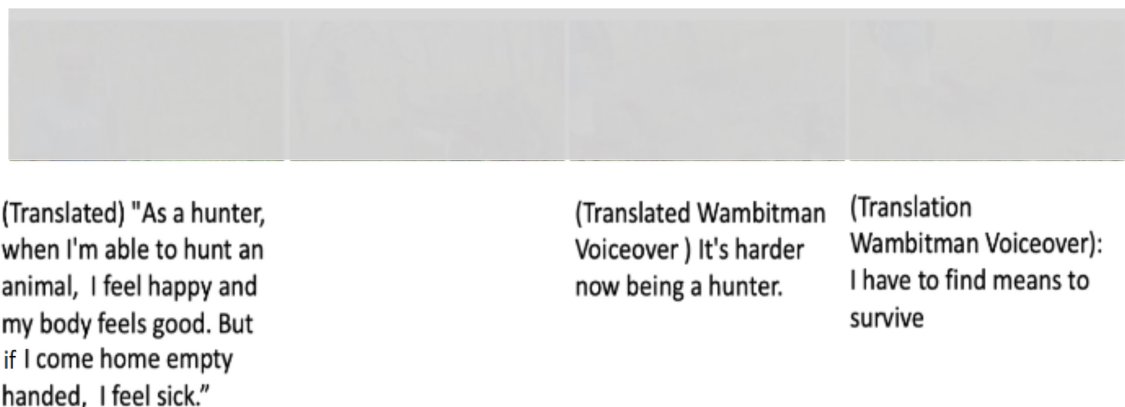 (Translated) "As a hunter,
when I'm able to hunt an
animal, I feel happy and
my body feels good. But
if I come home empty
handed, I feel sick.”
(Translated Wambitman
Voiceover ) It's harder
now being a hunter.
(Translation
Wambitman Voiceover):
I have to find means to
survive